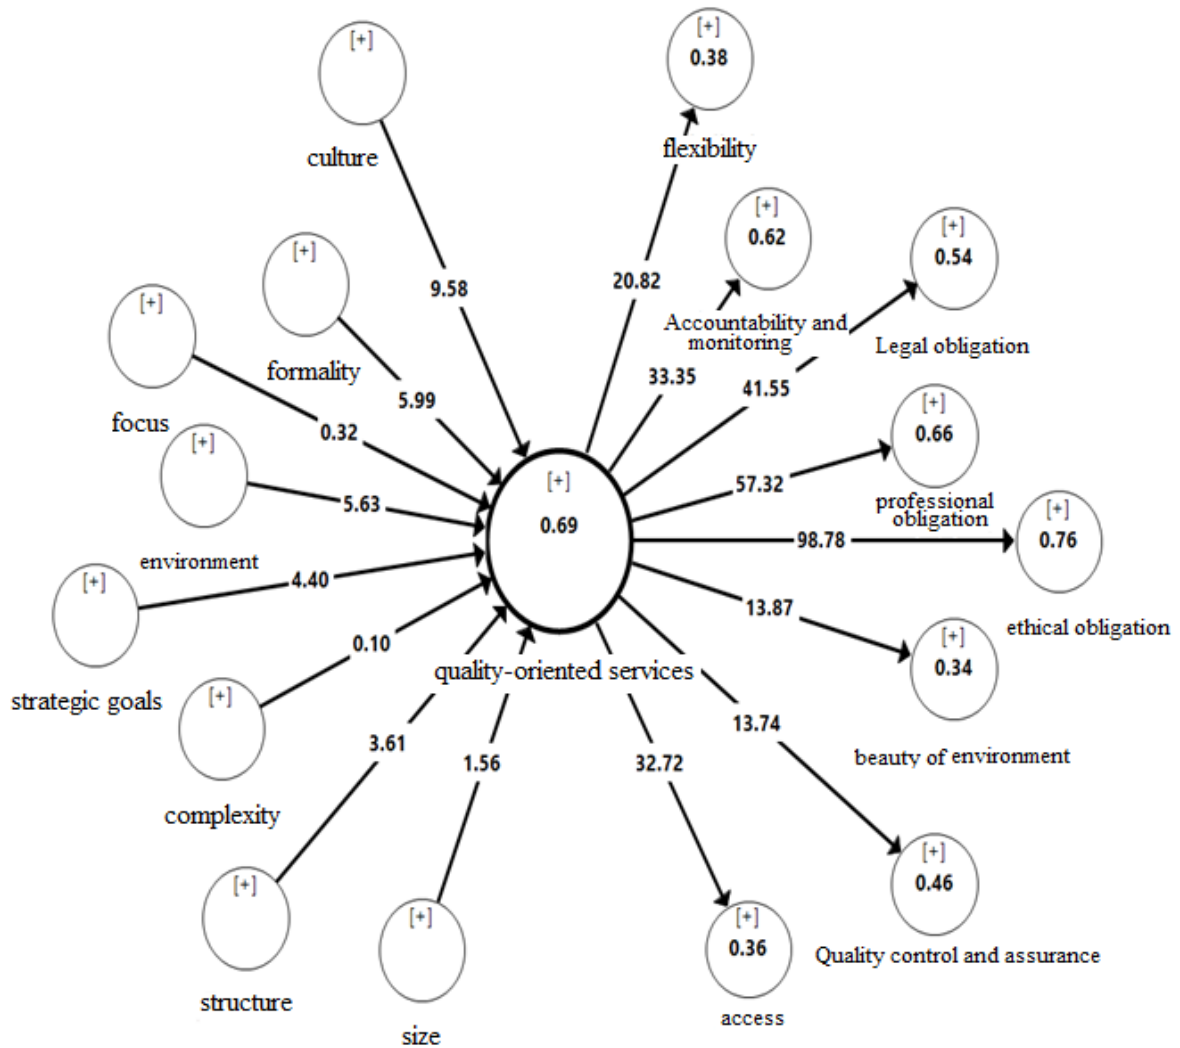 [+]
culture
[+]
0.38
flexibility
[+]
0.62
Accountability and
monitoring
[+]
0.54
Legal obligation
[+]
formality
[+]
focus
9.58
20.82
33.35
41.55
5.99
0.32
[+]
environment
5.63
[+]
0.66
professional
obligation
57.32
[+]
0.69
quality-oriented services
98.78
[+]
0.76
ethical obligation
[+]
strategic goals
4.40
13.87
[+]
0.34
beauty of environment
0.10
[+]
complexity
3.61
1.56
32.72
13.74
[+]
structure
[+]
size
[+]
0.36
access
[+]
0.46
Quality control and assurance